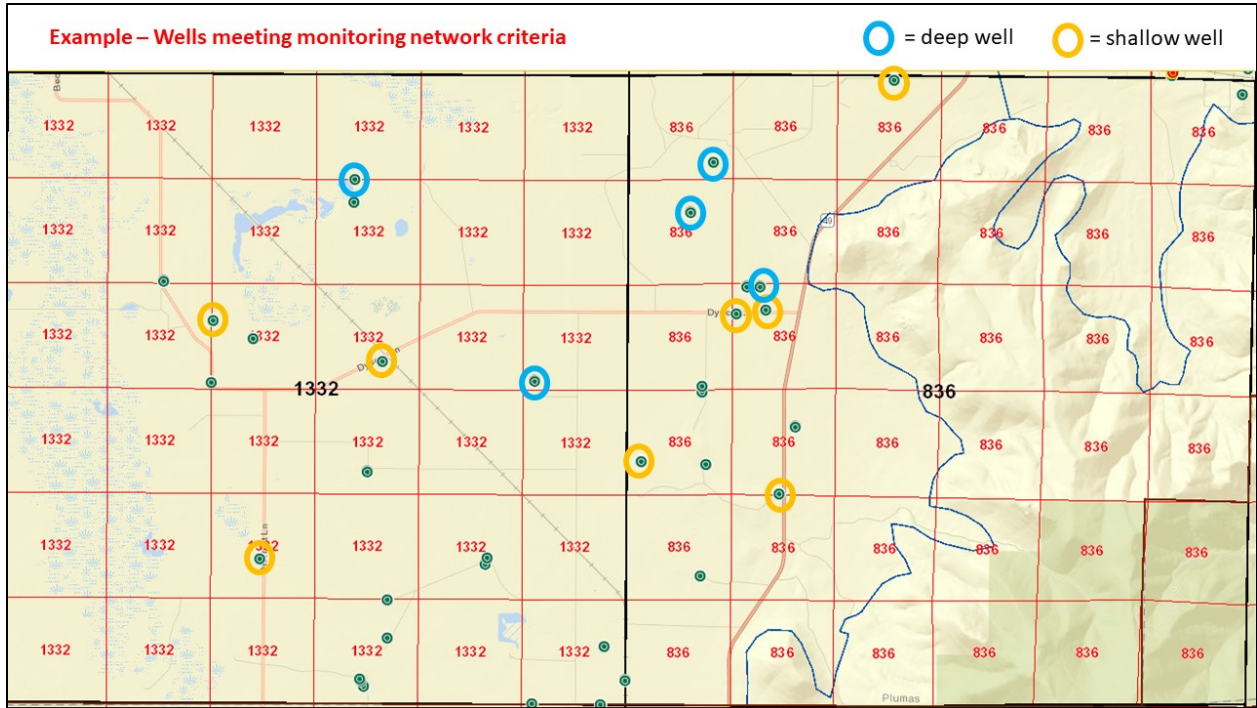 Example – Wells meeting monitoring network criteria
= deep well
= shallow well
1332 1332 1332 1332 1332 1332 836 836 836 836 836 836
49
1332 1332 1332 1332 1332 1332 836 836 836 836 836 836
1332 1332 1332 1332 1332 1332 836 836 836 836 836 836
1332 836
1332 1332 1332 1332 1332 1332 836 836 836 836 836 836
1332 1332 1332 1332 1332 1332 836 836 836 836 836 836
1332 1332 1332 1332 1332 1332 836 836 836 836 836 836
Plumas